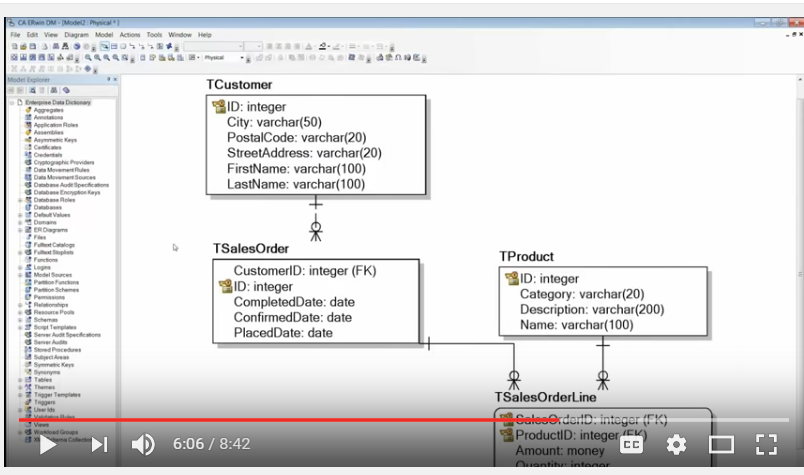 CA ERwin DM - [Model2 : Physical * ]
File Edit View Diagram Model Actions Tools Window Help
Physical
Model Explorer
Enterprise Data Dictionary
Aggregates
Annotations
Application Roles
Assemblies
Asymmetric Keys
Certificates
Credentials
Cryptographic Providers
Data Movement Rules
Data Movement Sources
Database Audit Specifications
Database Encryption Keys
Database Roles
Databases
Default Values
Domains
ER Diagrams
Files
Fulltext Catalogs
Fulltext Stoplists
Functions
Logins
Model Sources
Partition Functions
Partition Schemes
Permissions
Relationships
Resource Pools
Schemas
Script Templates
Server Audit Specifications
Server Audits
Stored Procedures
Subject Areas
Symmetric Keys
Synonyms
Tables
Themes
Trigger Templates
Triggers
User Ids
Validation Rules
Views
Workload Groups
TCustomer
ID: integer
City: varchar(50)
PostalCode: varchar(20)
StreetAddress: varchar(20)
FirstName: varchar(100)
LastName: varchar(100)
TSalesOrder
CustomerID: integer (FK)
ID: integer
CompletedDate: date
ConfirmedDate: date
PlacedDate: date
TProduct
ID: integer
Category: varchar(20)
Description: varchar(200)
Name: varchar(100)
TSalesOrderLine
SalesOrderID: integer (FK)
ProductID: integer (FK)
Amount: money
Quantity: integer
6:06 / 8:42
CC